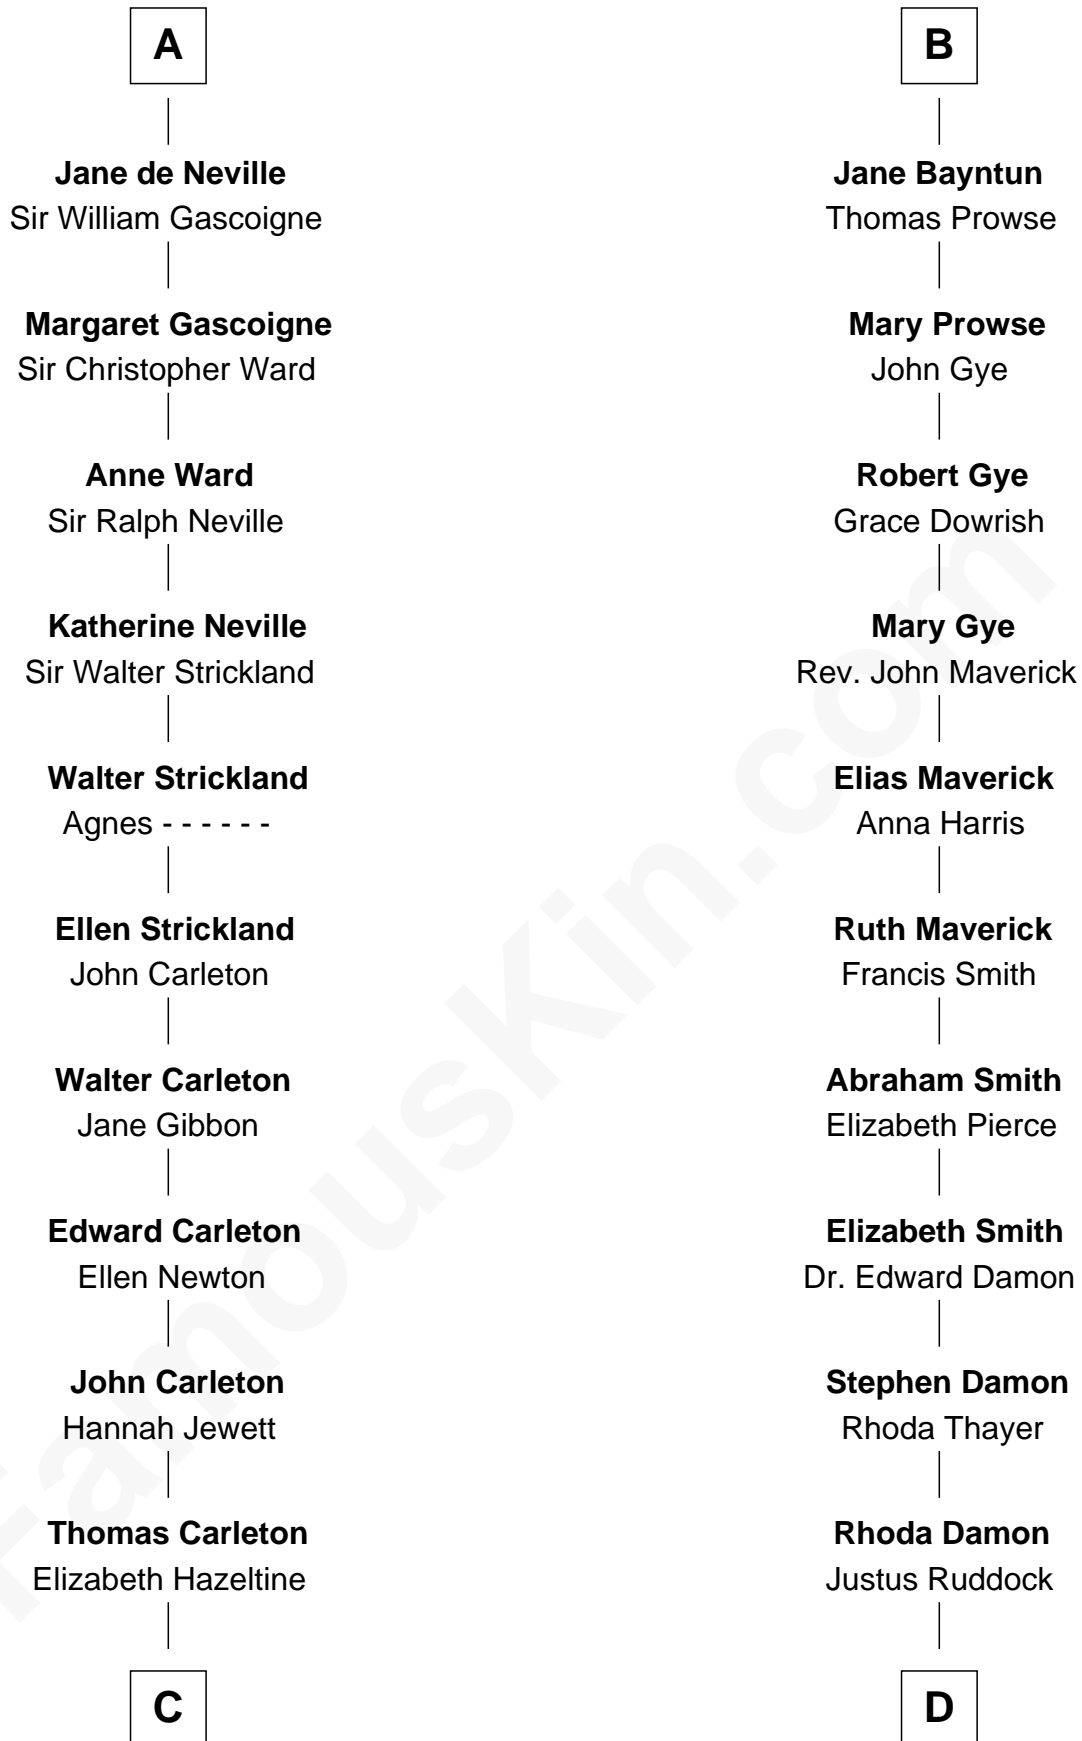 A
Jane de Neville
Sir William Gascoigne
Margaret Gascoigne
Sir Christopher Ward
Anne Ward
Sir Ralph Neville
Katherine Neville
Sir Walter Strickland
Walter Strickland
Agnes - - - - - -
Ellen Strickland
John Carleton
Walter Carleton
Jane Gibbon
Edward Carleton
Ellen Newton
John Carleton
Hannah Jewett
Thomas Carleton
Elizabeth Hazeltine
C
B
Jane Bayntun
Thomas Prowse
Mary Prowse
John Gye
Robert Gye
Grace Dowrish
Mary Gye
Rev. John Maverick
Elias Maverick
Anna Harris
Ruth Maverick
Francis Smith
Abraham Smith
Elizabeth Pierce
Elizabeth Smith
Dr. Edward Damon
Stephen Damon
Rhoda Thayer
Rhoda Damon
Justus Ruddock
D
FamousKin.com